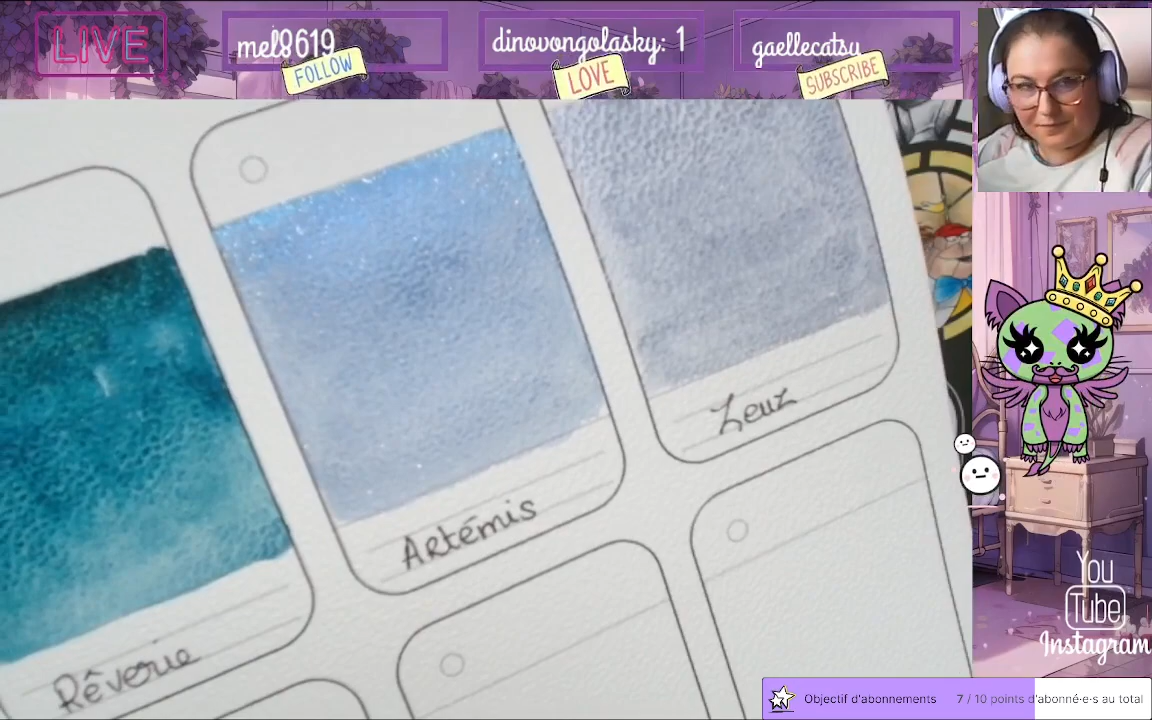 LIVE
mel8619
FOLLOW
dinovongolasky: 1
LOVE
gaellecatsy
SUBSCRIBE
Zeuz
Artémis
Rêverie
You
Tube
Instagram
Objectif d'abonnements 7 / 10 points d'abonné·e·s au total